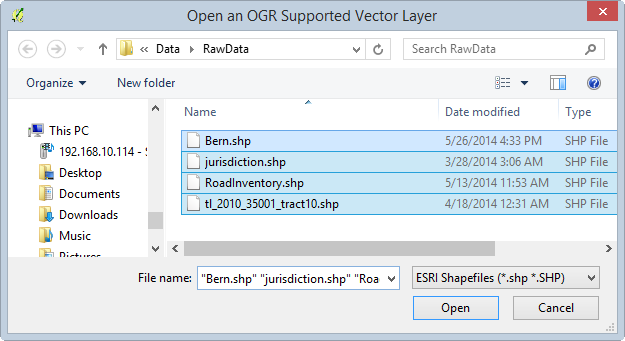 Open an OGR Supported Vector Layer
« Data ▸ RawData
Search RawData
Organize
New folder
Name
Date modified
Type
This PC
192.168.10.114 - S
Desktop
Documents
Downloads
Music
Pictures
Bern.shp 5/26/2014 4:33 PM SHP File
jurisdiction.shp 3/28/2014 3:06 AM SHP File
RoadInventory.shp 5/13/2014 11:53 AM SHP File
tl_2010_35001_tract10.shp 4/18/2014 12:31 AM SHP File
File name: "Bern.shp" "jurisdiction.shp" "Roa
ESRI Shapefiles (*.shp *.SHP)
Open
Cancel